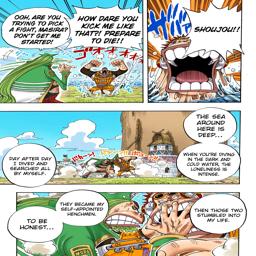 OOH, ARE YOU
TRYING TO PICK
A FIGHT, MASIRA?
DON'T GET ME
STARTED!
HOW DARE YOU
KICK ME LIKE
THAT?! PREPARE
TO DIE!!
SHOUJOU!!
THE SEA
AROUND
HERE IS
DEEP...
WHEN YOU'RE DIVING
IN THE DARK AND
COLD WATER, THE
LONELINESS IS
INTENSE.
DAY AFTER DAY
I DIVED AND
SEARCHED ALL
BY MYSELF.
THEN THOSE TWO
STUMBLED INTO
MY LIFE.
THEY BECAME MY
SELF-APPOINTED
HENCHMEN.
TO BE
HONEST...